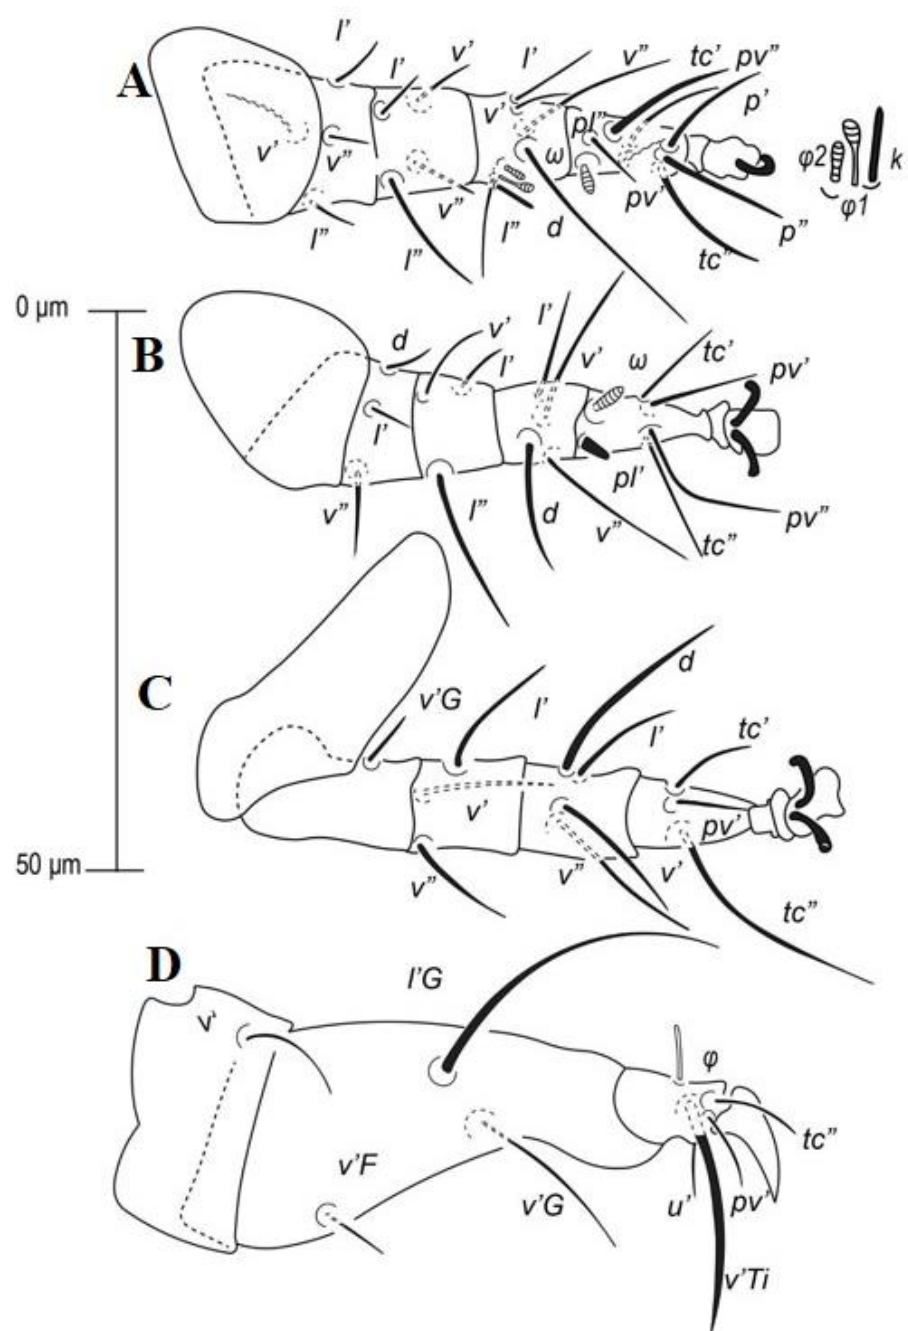 A
l’ l’ v’ l’ v” tc’ pv” p’
v’ v” v’ pl” φ2 k
ω φ1
l” l” v” l” d pv’ p” tc”
0 µm
B
d v’ l’ l’ v’ ω tc’ pv’
l’ v” l” d v” pl’ tc” pv”
C
v’G l’ d l’ tc’
v’ pv’
v” v” v’ tc”
50 µm
D
v’ l’G φ
tc”
v’F v’G u’ pv’
v’Ti